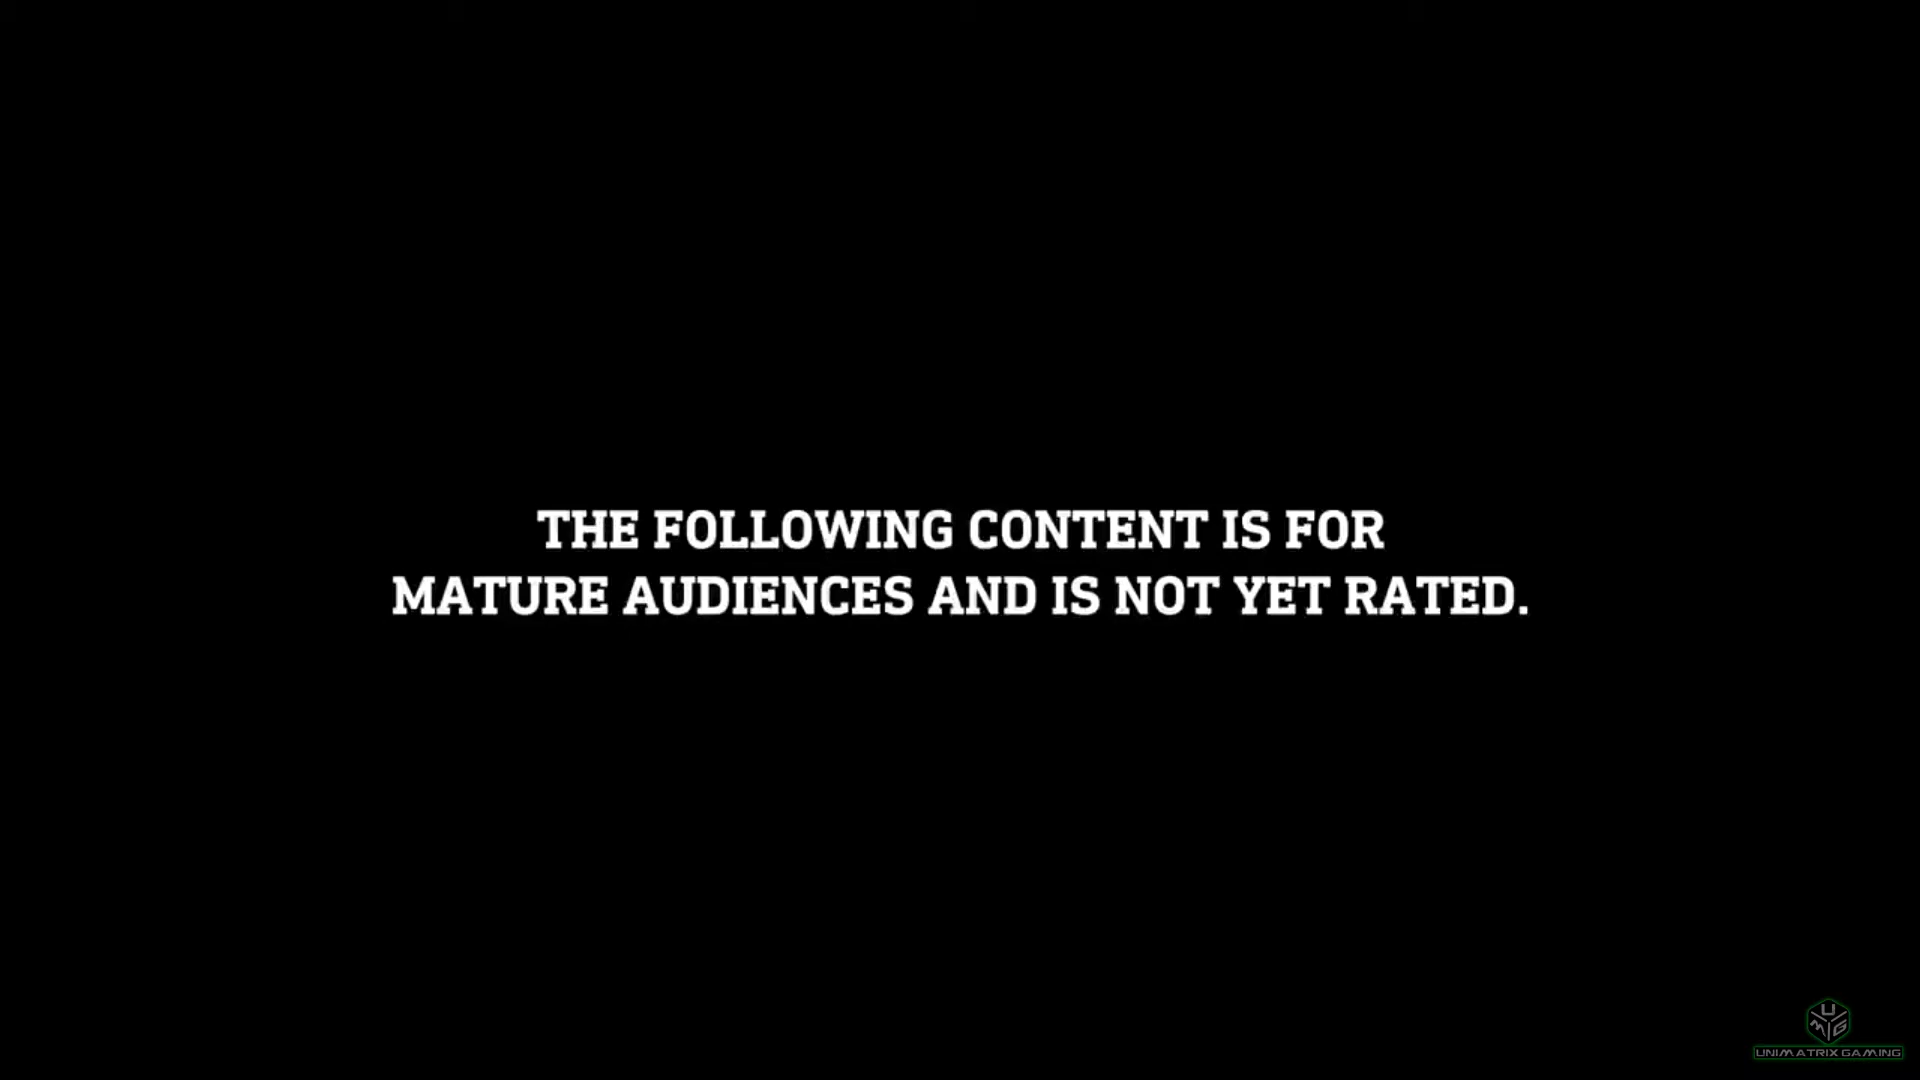 THE FOLLOWING CONTENT IS FOR
MATURE AUDIENCES AND IS NOT YET RATED.
U
M G
UNIMATRIX GAMING